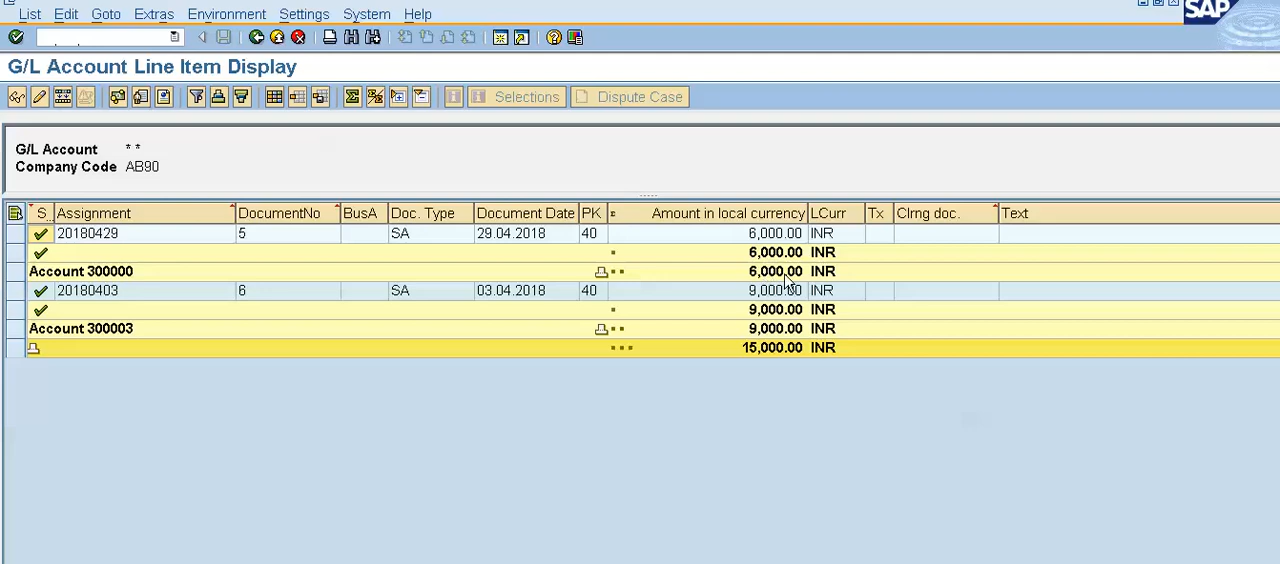 List Edit Goto Extras Environment Settings System Help
SAP
G/L Account Line Item Display
Selections Dispute Case
G/L Account * *
Company Code AB90
S... Assignment DocumentNo BusA Doc. Type Document Date PK Amount in local currency LCurr Tx Clrng doc. Text
20180429 5 SA 29.04.2018 40 6,000.00 INR
6,000.00 INR
Account 300000 6,000.00 INR
20180403 6 SA 03.04.2018 40 9,000.00 INR
9,000.00 INR
Account 300003 9,000.00 INR
15,000.00 INR